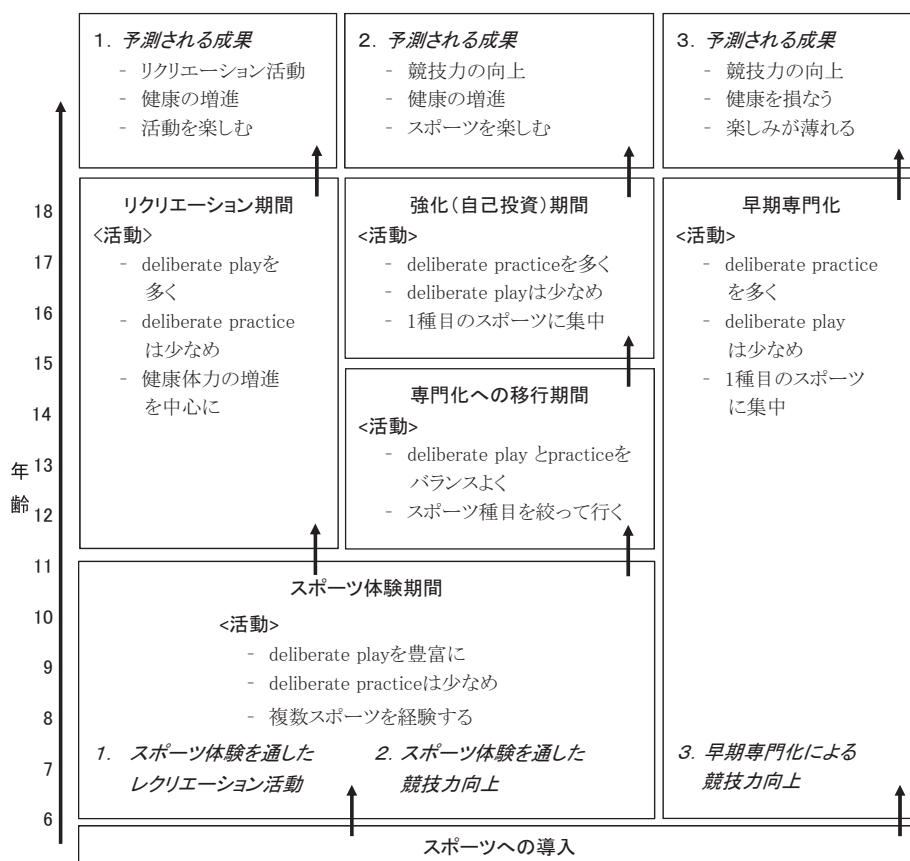 1. 予測される成果
- リクリエーション活動
- 健康の増進
- 活動を楽しむ
2. 予測される成果
- 競技力の向上
- 健康の増進
- スポーツを楽しむ
3. 予測される成果
- 競技力の向上
- 健康を損なう
- 楽しみが薄れる
リクリエーション期間
<活動>
- deliberate playを
多く
- deliberate practice
は少なめ
- 健康体力の増進
を中心に
強化(自己投資)期間
<活動>
- deliberate practiceを多く
- deliberate playは少なめ
- 1種目のスポーツに集中
専門化への移行期間
<活動>
- deliberate play とpracticeを
バランスよく
- スポーツ種目を絞って行く
早期専門化
<活動>
- deliberate practice
を多く
- deliberate play
は少なめ
- 1種目のスポーツ
に集中
スポーツ体験期間
<活動>
- deliberate playを豊富に
- deliberate practiceは少なめ
- 複数スポーツを経験する
1. スポーツ体験を通した
レクリエーション活動
2. スポーツ体験を通した
競技力向上
3. 早期専門化による
競技力向上
スポーツへの導入
年齢
18
17
16
15
14
13
12
11
10
9
8
7
6